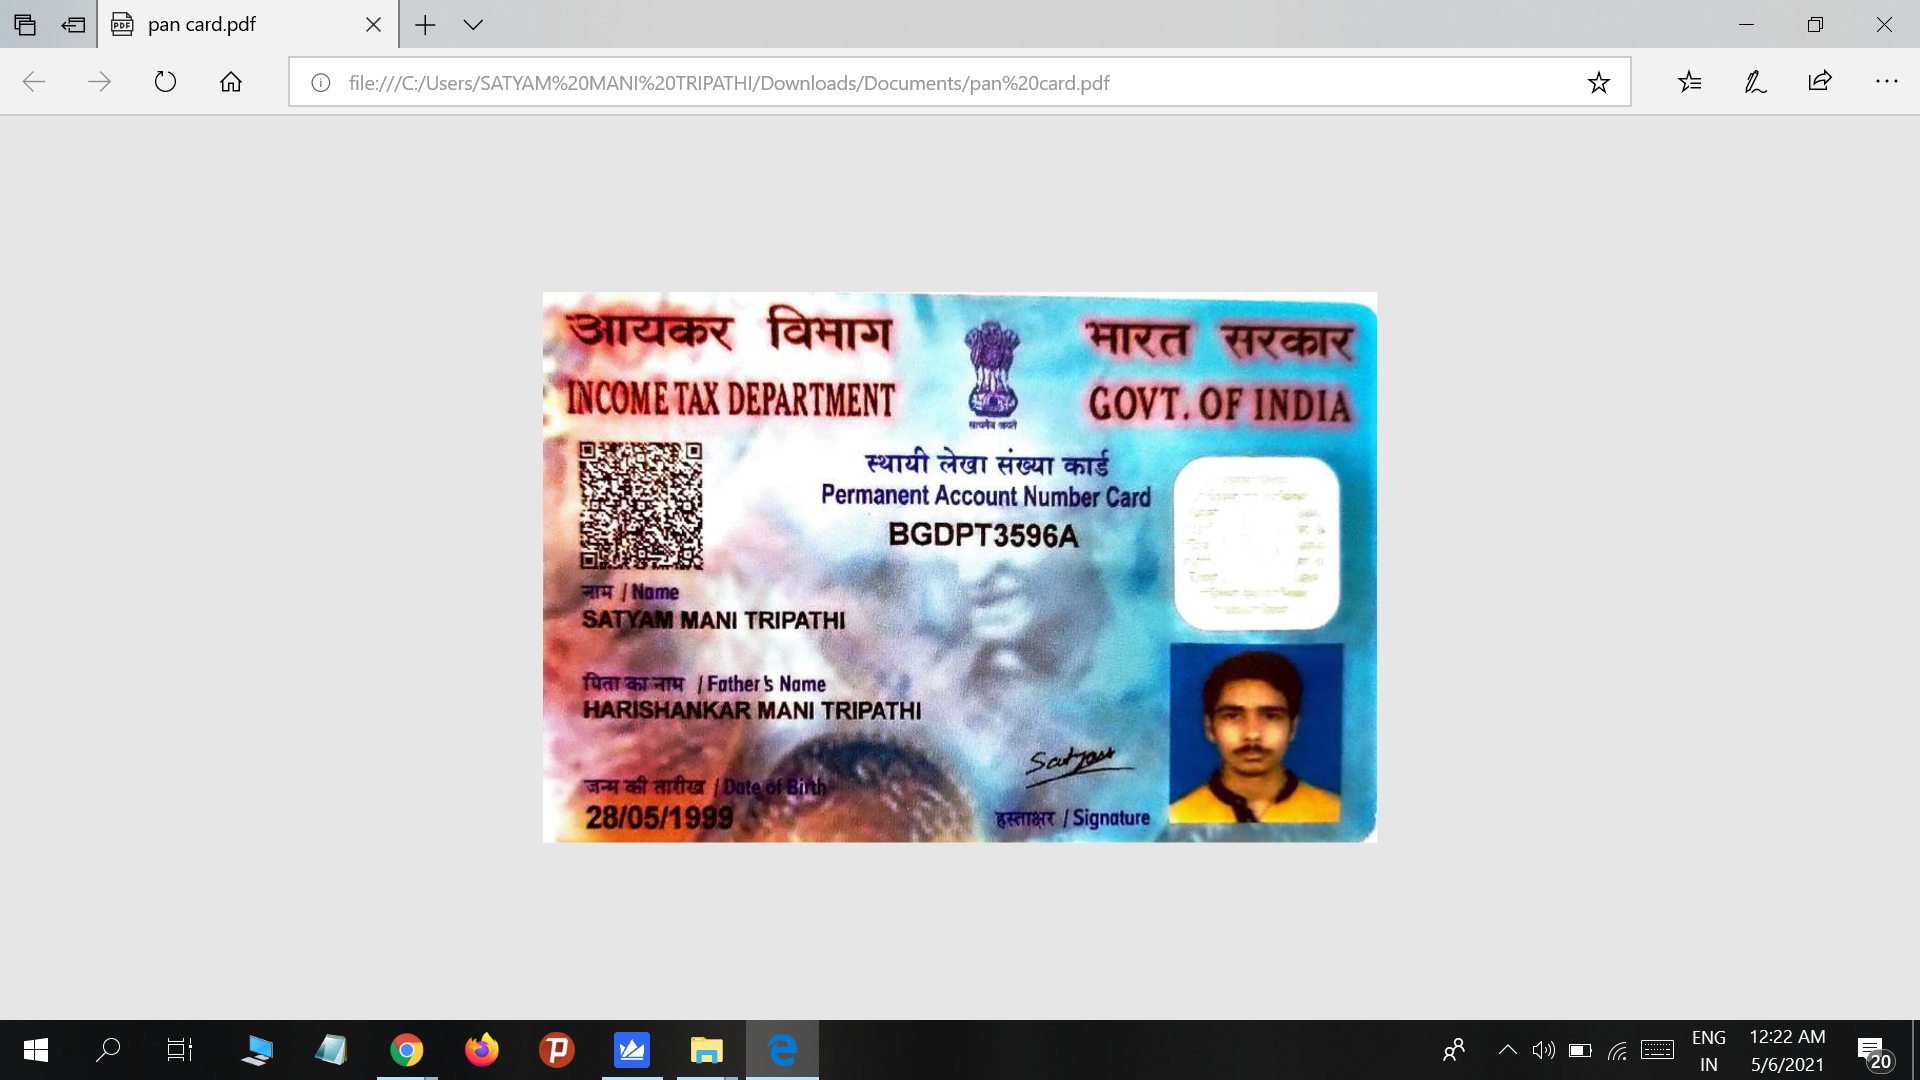 pan card.pdf
file:///C:/Users/SATYAM%20MANI%20TRIPATHI/Downloads/Documents/pan%20card.pdf
आयकर विभाग
INCOME TAX DEPARTMENT
सत्यमेव जयते
भारत सरकार
GOVT. OF INDIA
स्थायी लेखा संख्या कार्ड
Permanent Account Number Card
BGDPT3596A
नाम / Name
SATYAM MANI TRIPATHI
पिता का नाम / Father's Name
HARISHANKAR MANI TRIPATHI
जन्म की तारीख / Date of Birth
28/05/1999
Satyam
हस्ताक्षर / Signature
ENG
IN
12:22 AM
5/6/2021
20